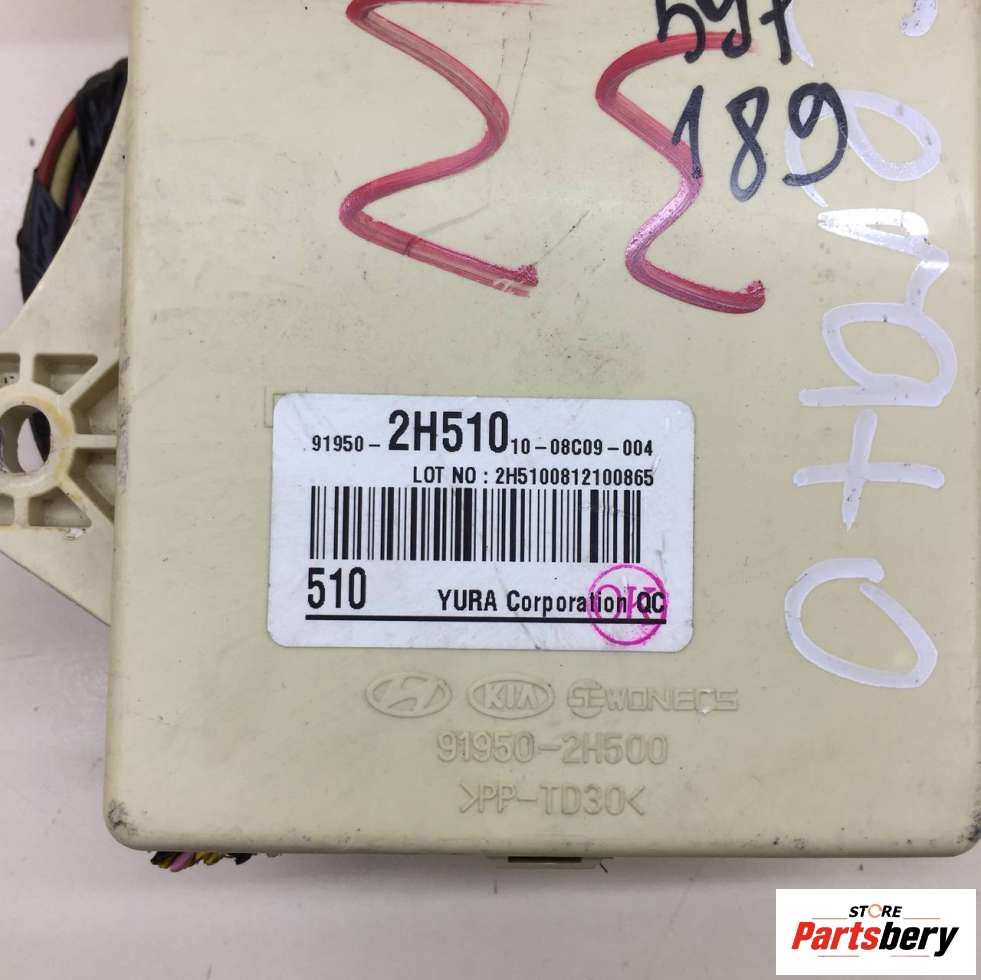 189
91950- 2H510 10-08C09-004
LOT NO : 2H5100812100865
510 YURA Corporation QC
OK
KIA SEWONECS
91950-2H500
>PP-TD30<
STORE
Partsbery